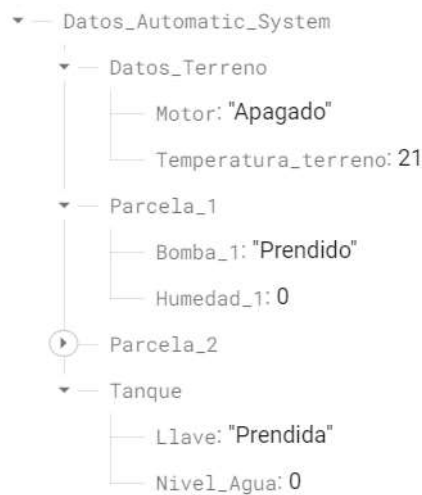 Datos_Automatic_System
Datos_Terreno
Motor: "Apagado"
Temperatura_terreno: 21
Parcela_1
Bomba_1: "Prendido"
Humedad_1: 0
Parcela_2
Tanque
Llave: "Prendida"
Nivel_Agua: 0